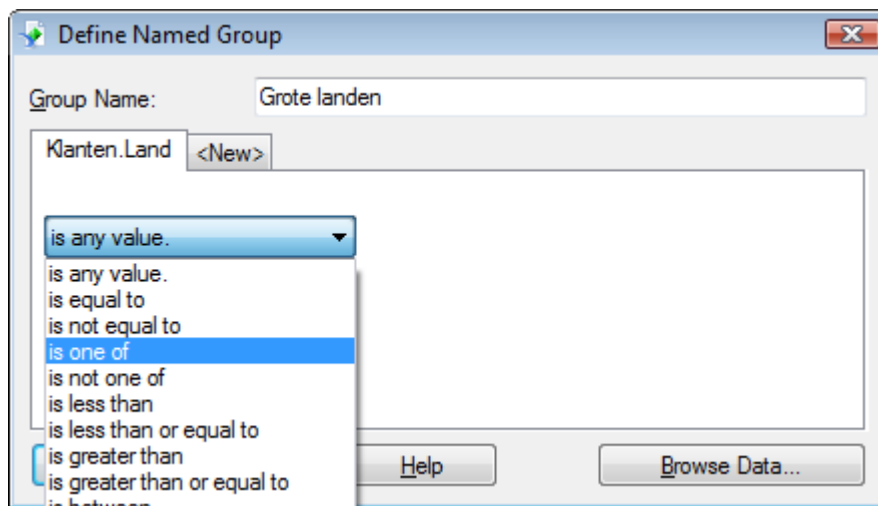 Define Named Group
Group Name: Grote landen
Klanten.Land <New>
is any value.
is any value.
is equal to
is not equal to
is one of
is not one of
is less than
is less than or equal to
is greater than
is greater than or equal to
is between
Help Browse Data...